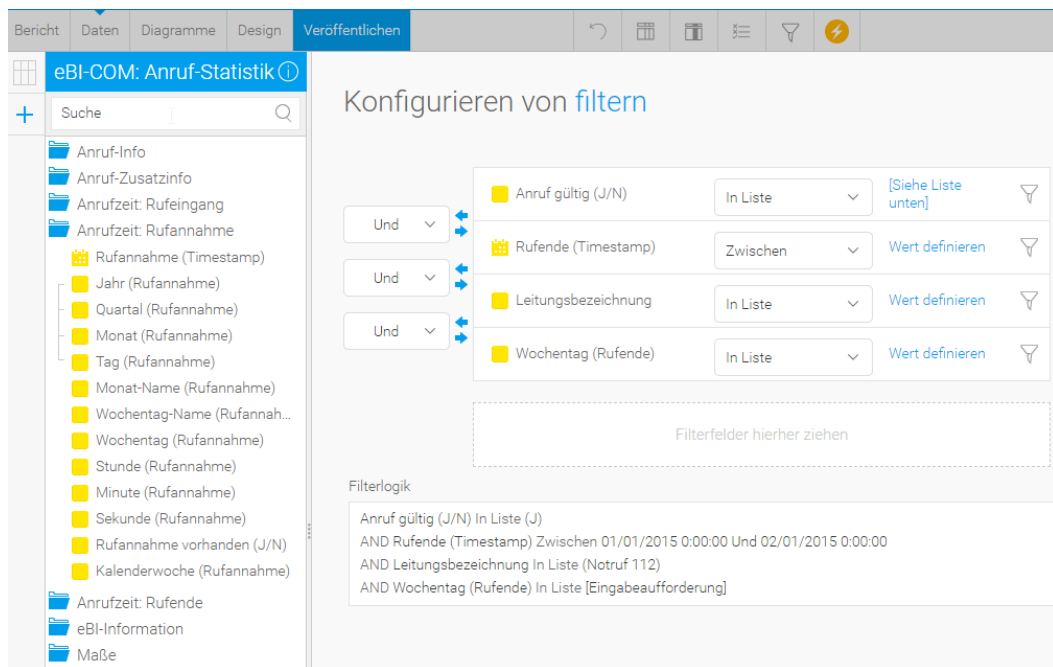 Bericht Daten Diagramme Design Veröffentlichen
eBI-COM: Anruf-Statistik
Suche
Anruf-Info
Anruf-Zusatzinfo
Anrufzeit: Rufeingang
Anrufzeit: Rufannahme
Rufannahme (Timestamp)
Jahr (Rufannahme)
Quartal (Rufannahme)
Monat (Rufannahme)
Tag (Rufannahme)
Monat-Name (Rufannahme)
Wochentag-Name (Rufannah...
Wochentag (Rufannahme)
Stunde (Rufannahme)
Minute (Rufannahme)
Sekunde (Rufannahme)
Rufannahme vorhanden (J/N)
Kalenderwoche (Rufannahme)
Anrufzeit: Rufende
eBI-Information
Maße
Konfigurieren von filtern
Anruf gültig (J/N) In Liste [Siehe Liste
unten]
Und
Rufende (Timestamp) Zwischen Wert definieren
Und
Leitungsbezeichnung In Liste Wert definieren
Und
Wochentag (Rufende) In Liste Wert definieren
Filterfelder hierher ziehen
Filterlogik
Anruf gültig (J/N) In Liste (J)
AND Rufende (Timestamp) Zwischen 01/01/2015 0:00:00 Und 02/01/2015 0:00:00
AND Leitungsbezeichnung In Liste (Notruf 112)
AND Wochentag (Rufende) In Liste [Eingabeaufforderung]